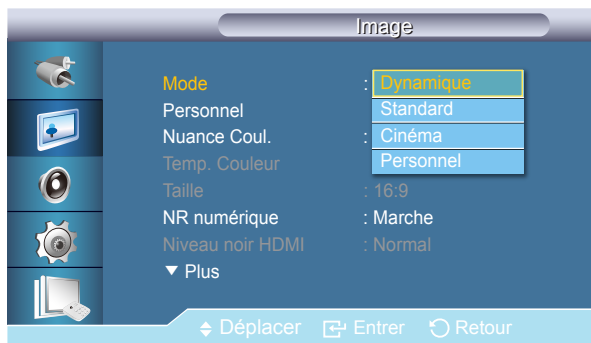 Image
Mode : Dynamique
Standard
Personnel
Nuance Coul. : Cinéma
Temp. Couleur Personnel
Taille : 16:9
NR numérique : Marche
Niveau noir HDMI : Normal
▼ Plus
Déplacer Entrer Retour